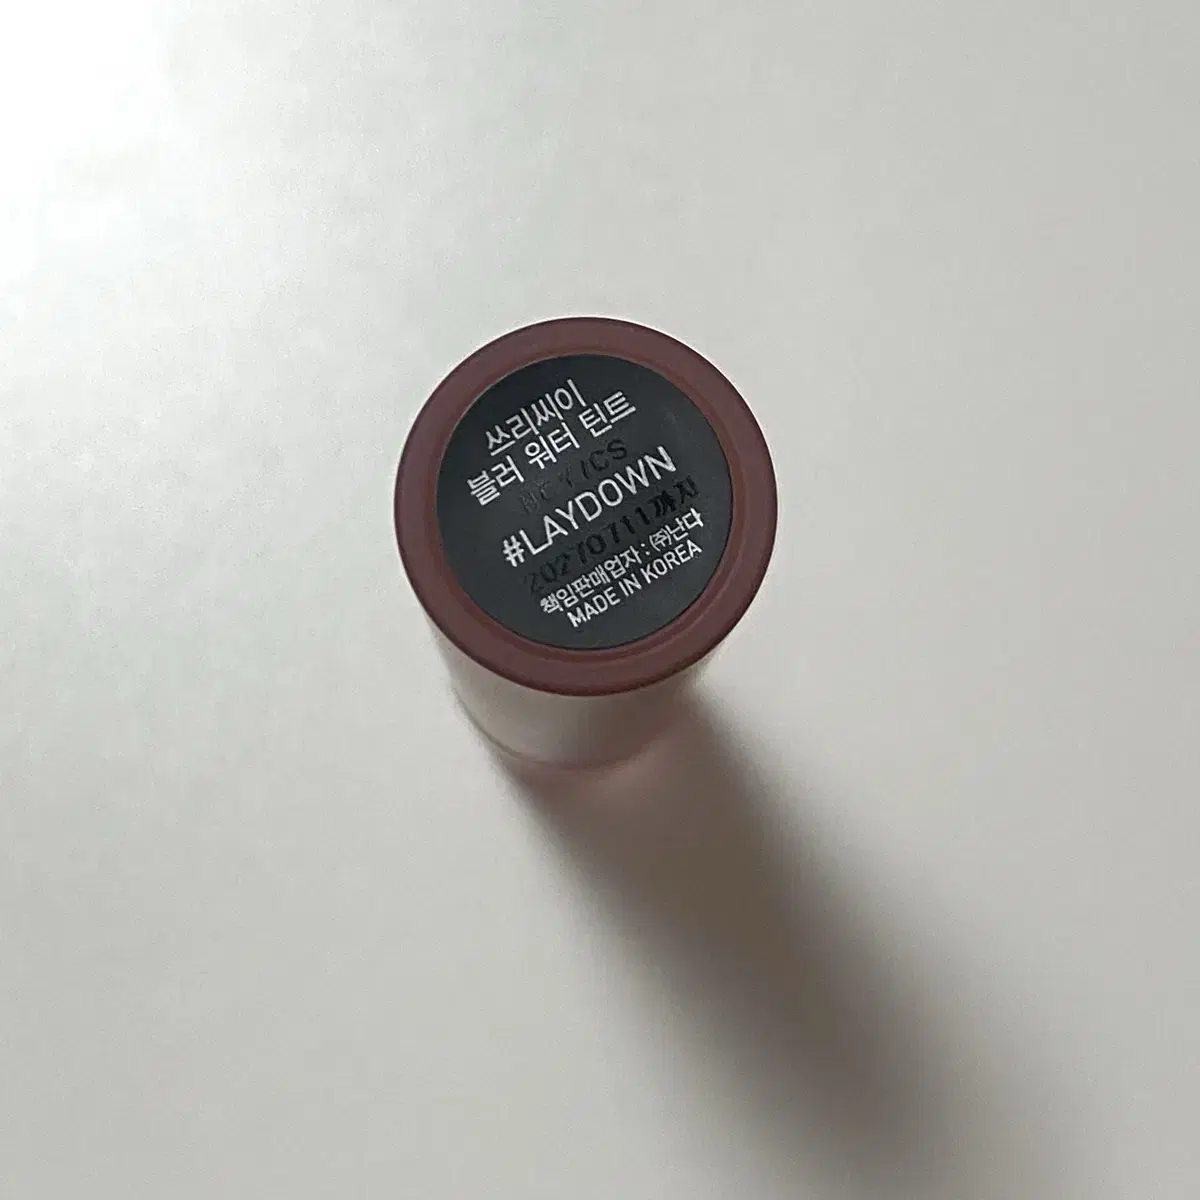 쓰리씨이
블러 워터 틴트
#LAYDOWN
20270711까지
책임판매업자 : ㈜난다
MADE IN KOREA